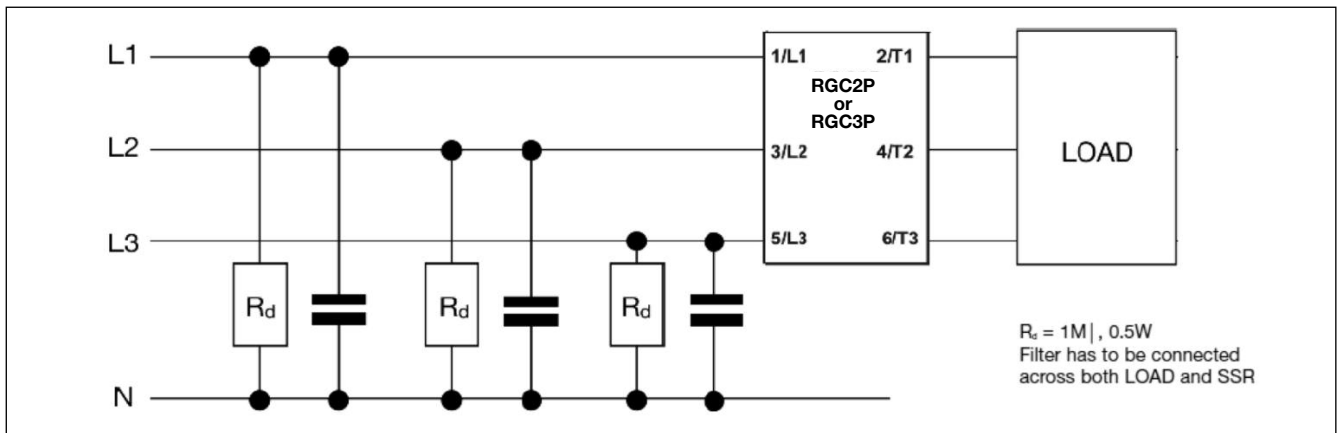 L1
1/L1 2/T1
RGC2P
or
RGC3P
L2
3/L2 4/T2
LOAD
L3
5/L3 6/T3
Rd Rd Rd
Rd = 1M|, 0.5W
Filter has to be connected
across both LOAD and SSR
N